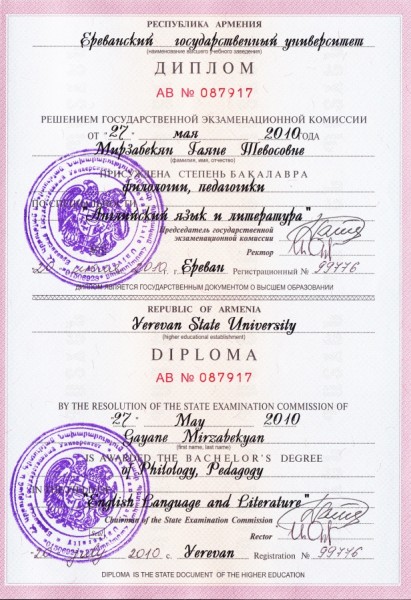 РЕСПУБЛИКА АРМЕНИЯ
Ереванский государственный университет
(наименование высшего учебного заведения)
ДИПЛОМ
АВ № 087917
РЕШЕНИЕМ ГОСУДАРСТВЕННОЙ ЭКЗАМЕНАЦИОННОЙ КОМИССИИ
ОТ "27" мая 2010 ГОДА
Мирзабекян Гаяне Тевосовне
(фамилия, имя, отчество)
ПРИСУЖДЕНА СТЕПЕНЬ БАКАЛАВРА
филологии, педагогики
ПО СПЕЦИАЛЬНОСТИ
"Английский язык и литература"
Председатель государственной
экзаменационной комиссии
Ректор
20 2010 г. Ереван Регистрационный № 99776
ДИПЛОМ ЯВЛЯЕТСЯ ГОСУДАРСТВЕННЫМ ДОКУМЕНТОМ О ВЫСШЕМ ОБРАЗОВАНИИ
REPUBLIC OF ARMENIA
Yerevan State University
(higher educational establishment)
DIPLOMA
AB № 087917
BY THE RESOLUTION OF THE STATE EXAMINATION COMMISSION OF
"27" May 2010
Gayane Mirzabekyan
(first name, last name)
IS AWARDED THE BACHELOR'S DEGREE
of Philology, Pedagogy
"English Language and Literature"
Chairman of the State Examination Commission
Rector
20 July 2010 c. Yerevan Registration № 99776
DIPLOMA IS THE STATE DOCUMENT OF THE HIGHER EDUCATION